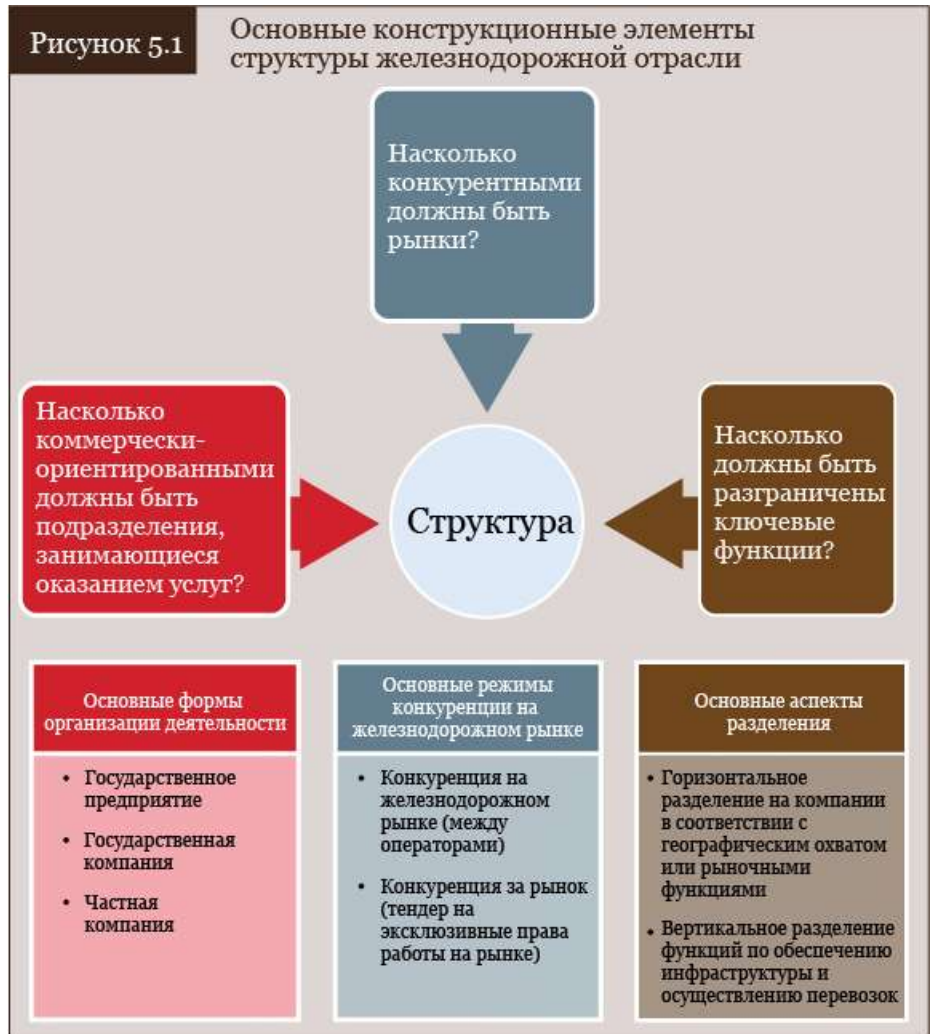 Рисунок 5.1
Основные конструкционные элементы
структуры железнодорожной отрасли
Насколько
конкурентными
должны быть
рынки?
Насколько
коммерчески-
ориентированными
должны быть
подразделения,
занимающиеся
оказанием услуг?
Структура
Насколько
должны быть
разграничены
ключевые
функции?
Основные формы
организации деятельности
• Государственное
предприятие
• Государственная
компания
• Частная
компания
Основные режимы
конкуренции на
железнодорожном рынке
• Конкуренция на
железнодорожном
рынке (между
операторами)
• Конкуренция за рынок
(тендер на
эксклюзивные права
работы на рынке)
Основные аспекты
разделения
• Горизонтальное
разделение на компании
в соответствии с
географическим охватом
или рыночными
функциями
• Вертикальное разделение
функций по обеспечению
инфраструктуры и
осуществлению перевозок